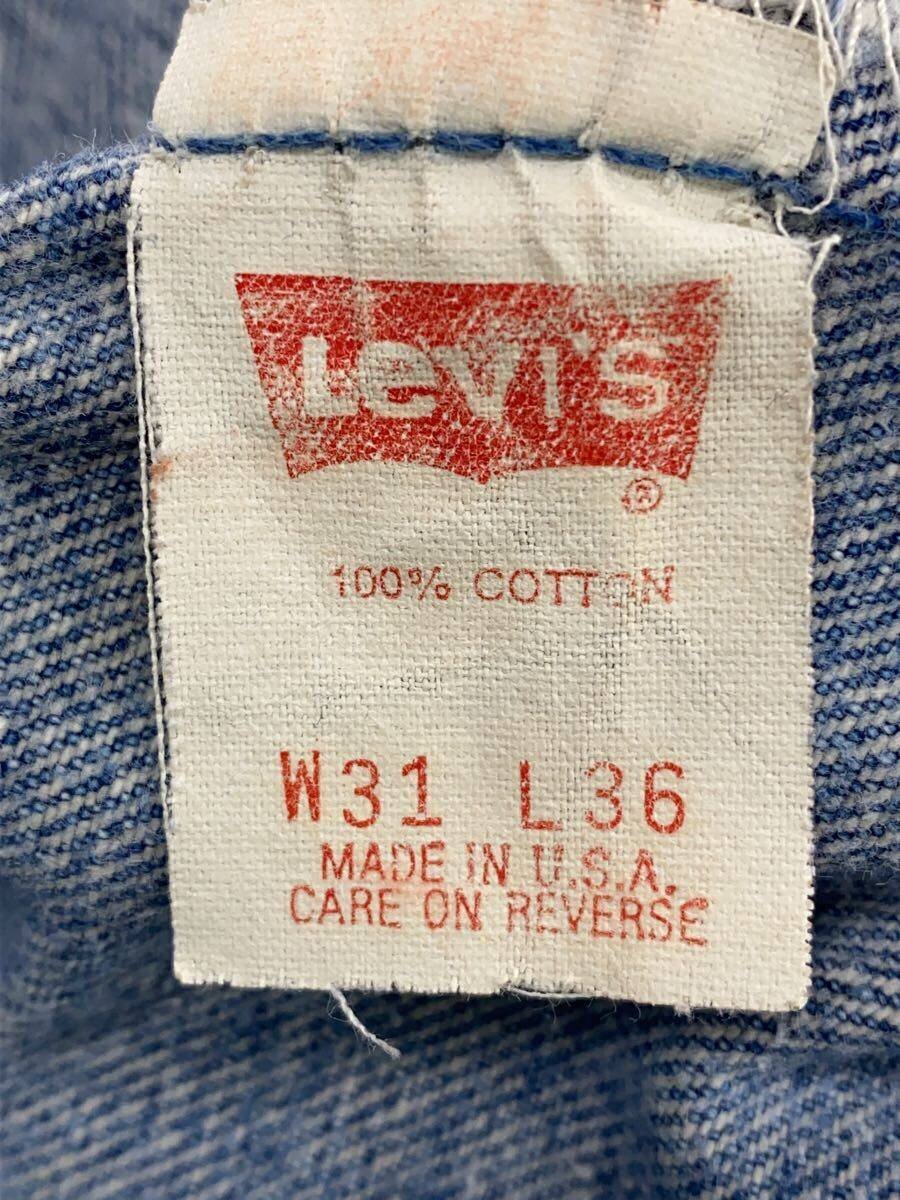 Levi's
®
100% COTTON
W31 L36
MADE IN U.S.A.
CARE ON REVERSE